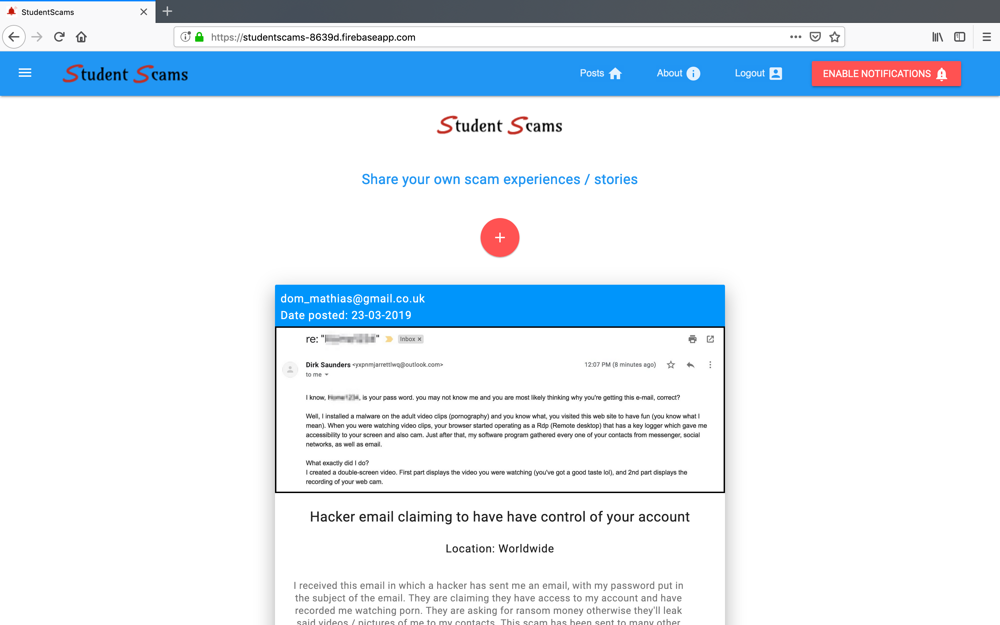 StudentScams
https://studentscams-8639d.firebaseapp.com
Student Scams
Posts
About
Logout
ENABLE NOTIFICATIONS
Student Scams
Share your own scam experiences / stories
dom_mathias@gmail.co.uk
Date posted: 23-03-2019
re: " " Inbox
Dirk Saunders <yxpnmjarrettlwq@outlook.com>
12:07 PM (8 minutes ago)
to me
I know, , is your pass word. you may not know me and you are most likely thinking why you're getting this e-mail, correct?
Well, I installed a malware on the adult video clips (pornography) and you know what, you visited this web site to have fun (you know what I
mean). When you were watching video clips, your browser started operating as a Rdp (Remote desktop) that has a key logger which gave me
accessibility to your screen and also cam. Just after that, my software program gathered every one of your contacts from messenger, social
networks, as well as email.
What exactly did I do?
I created a double-screen video. First part displays the video you were watching (you've got a good taste lol), and 2nd part displays the
recording of your web cam.
Hacker email claiming to have have control of your account
Location: Worldwide
I received this email in which a hacker has sent me an email, with my password put in
the subject of the email. They are claiming they have access to my account and have
recorded me watching porn. They are asking for ransom money otherwise they'll leak
said videos / pictures of me to my contacts. This scam has been sent to many other